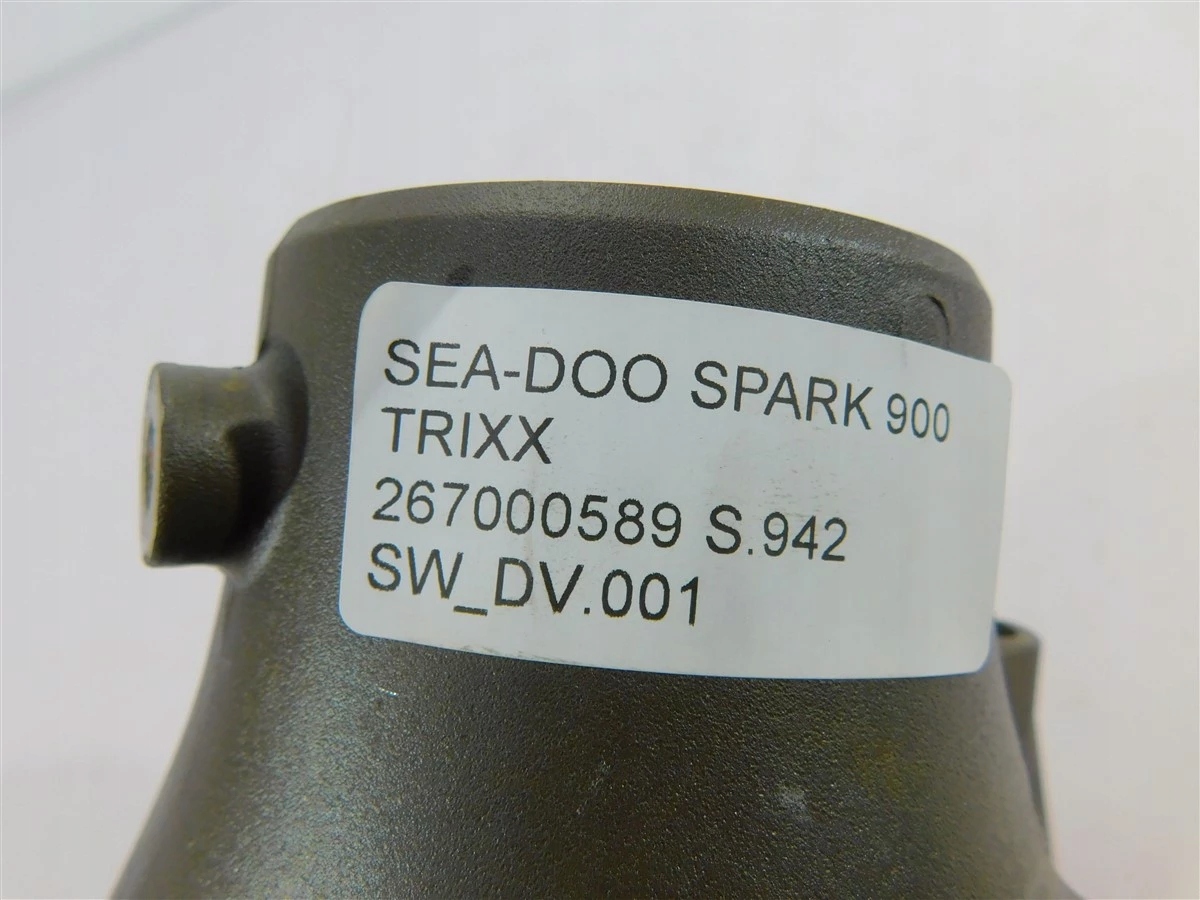 SEA-DOO SPARK 900
TRIXX
267000589 S.942
SW_DV.001